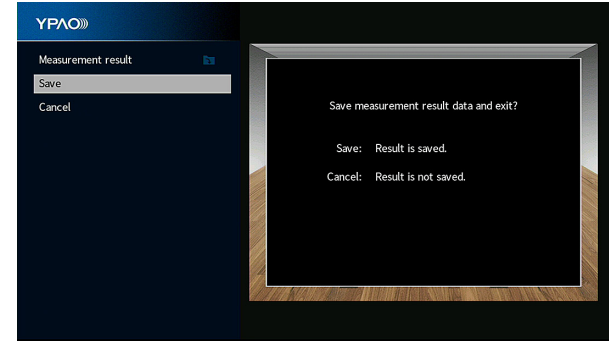 YPAO
Measurement result
Save
Cancel
Save measurement result data and exit?
Save: Result is saved.
Cancel: Result is not saved.